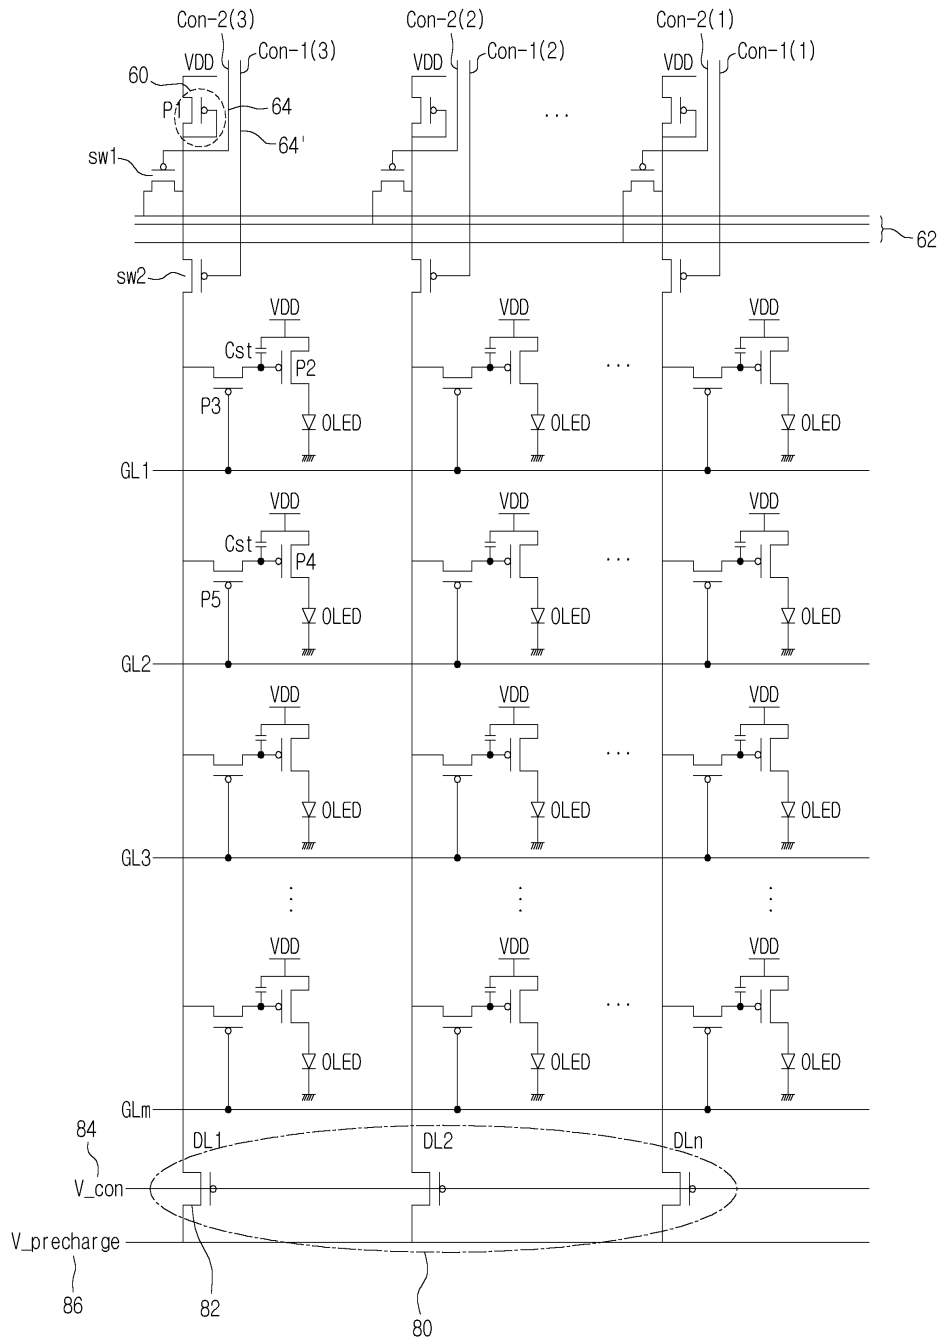 Con-2(3) Con-2(2) Con-2(1)
Con-1(3) Con-1(2) Con-1(1)
VDD VDD VDD
60
P1 64
...
64'
sw1
62
sw2
VDD VDD VDD
Cst P2 ...
P3 OLED OLED OLED
GL1
VDD VDD VDD
Cst P4 ...
P5 OLED OLED OLED
GL2
VDD VDD VDD
...
OLED OLED OLED
GL3
VDD VDD VDD
...
OLED OLED OLED
GLm
84 DL1 DL2 DLn
V_con
V_precharge
86 82 80